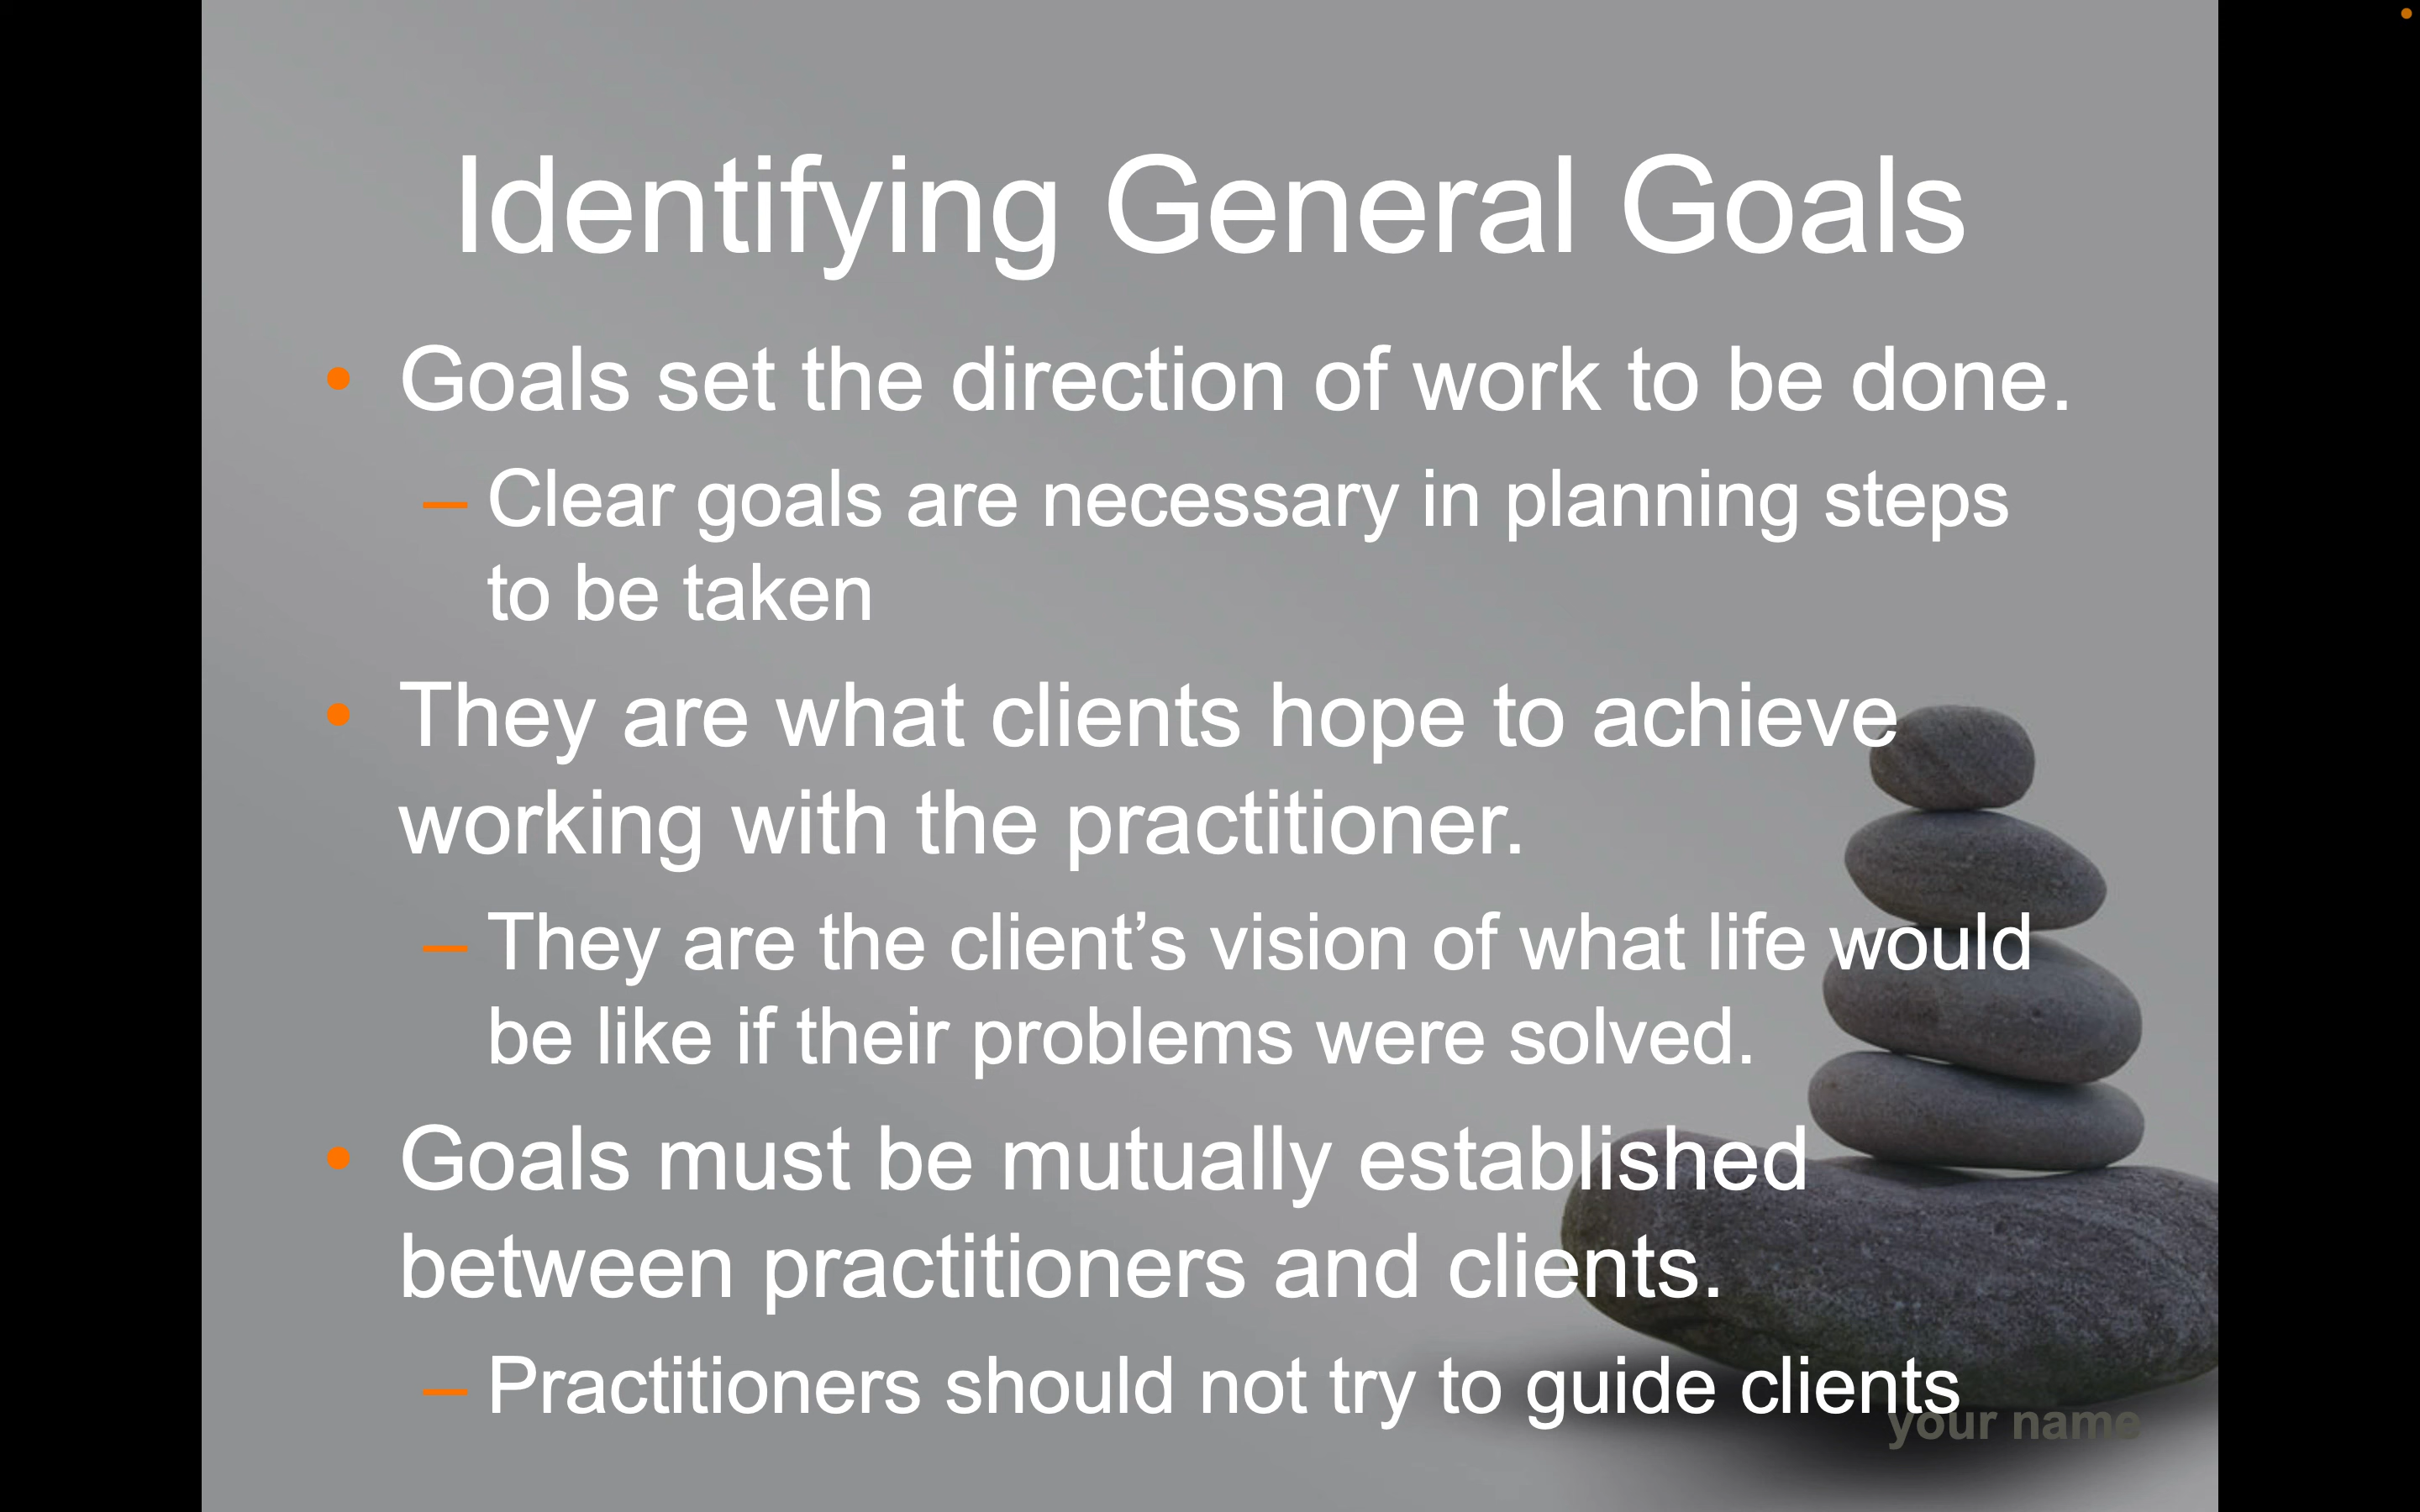 Identifying General Goals
• Goals set the direction of work to be done.
– Clear goals are necessary in planning steps
to be taken
• They are what clients hope to achieve
working with the practitioner.
– They are the client’s vision of what life would
be like if their problems were solved.
• Goals must be mutually established
between practitioners and clients.
– Practitioners should not try to guide clients
your name